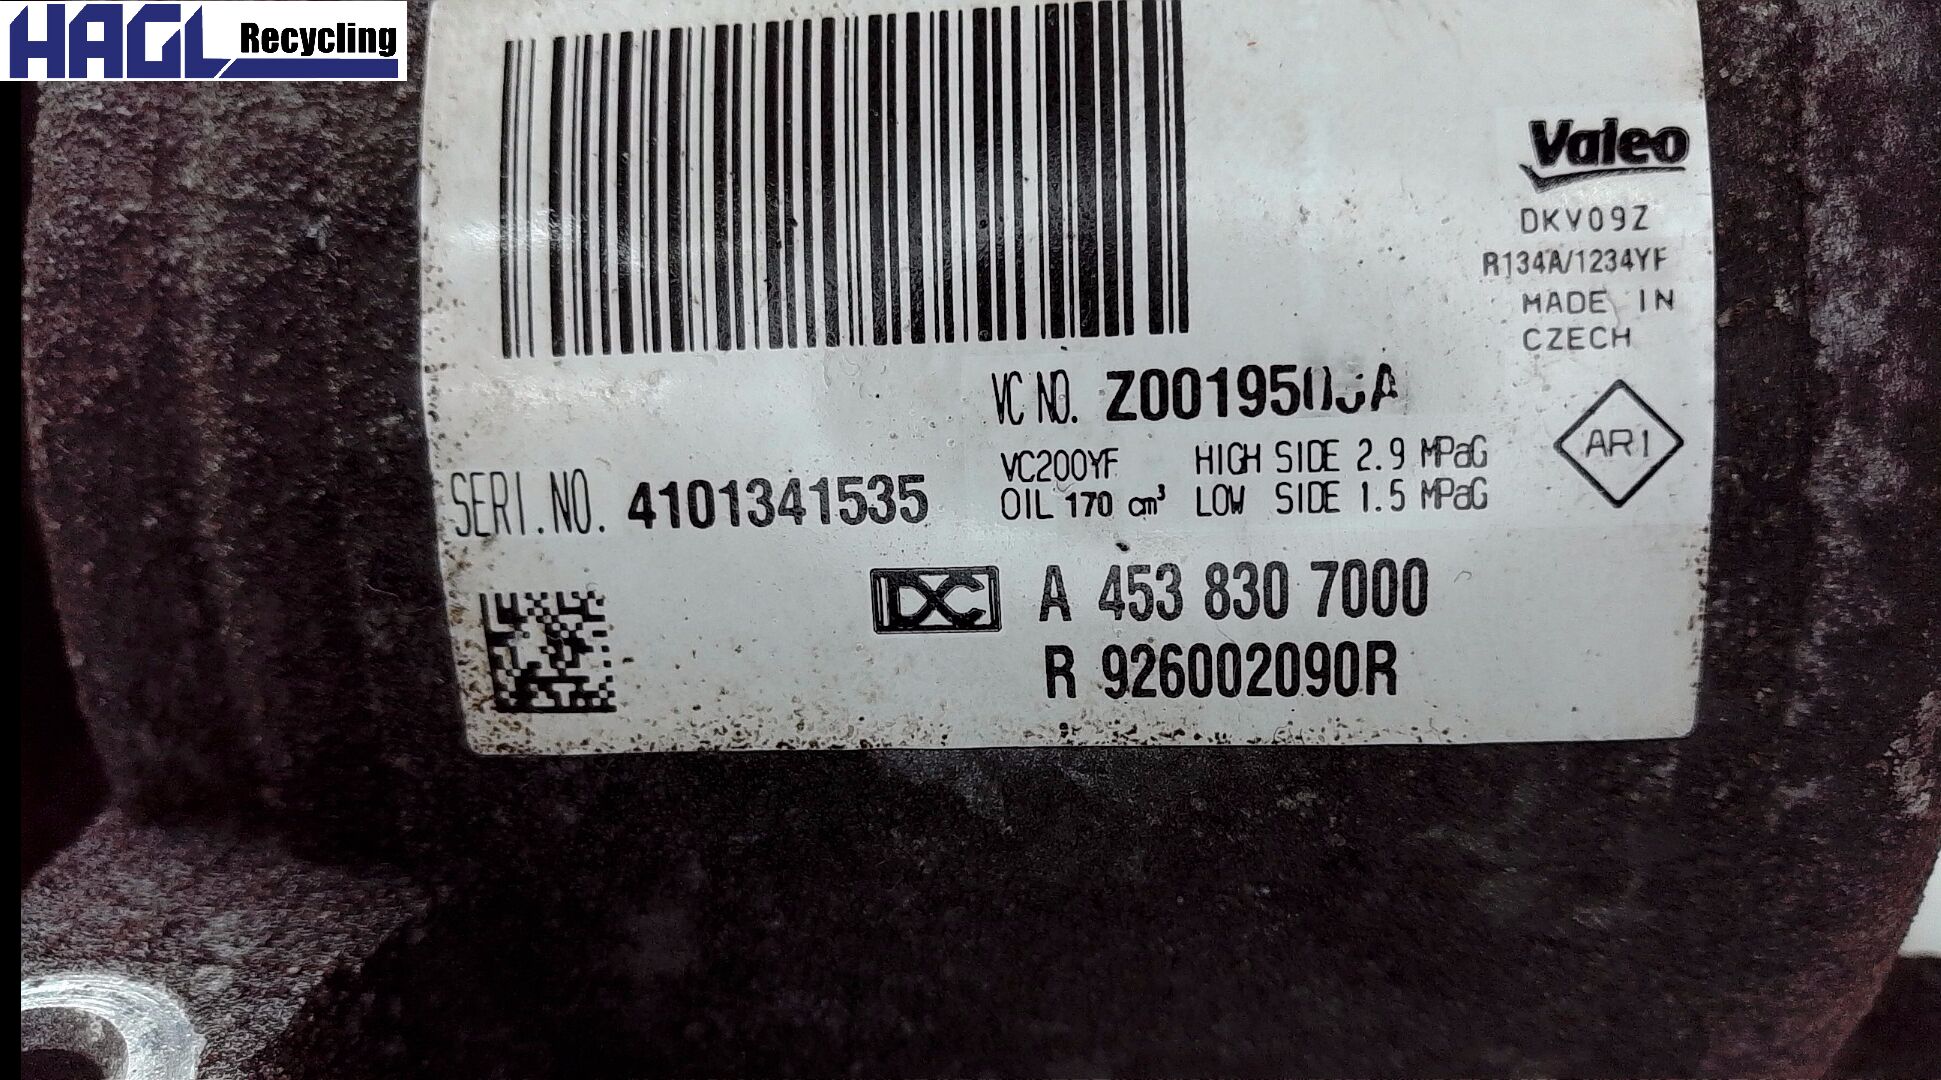 HAGL Recycling
Valeo
DKV09Z
R134A/1234YF
MADE IN
CZECH
VC NO.
AR1
VC200YF HIGH SIDE 2.9 MPaG
OIL 170 cm³ LOW SIDE 1.5 MPaG
SERI.NO. 4101341535
DC A 453 830 7000
R 926002090R